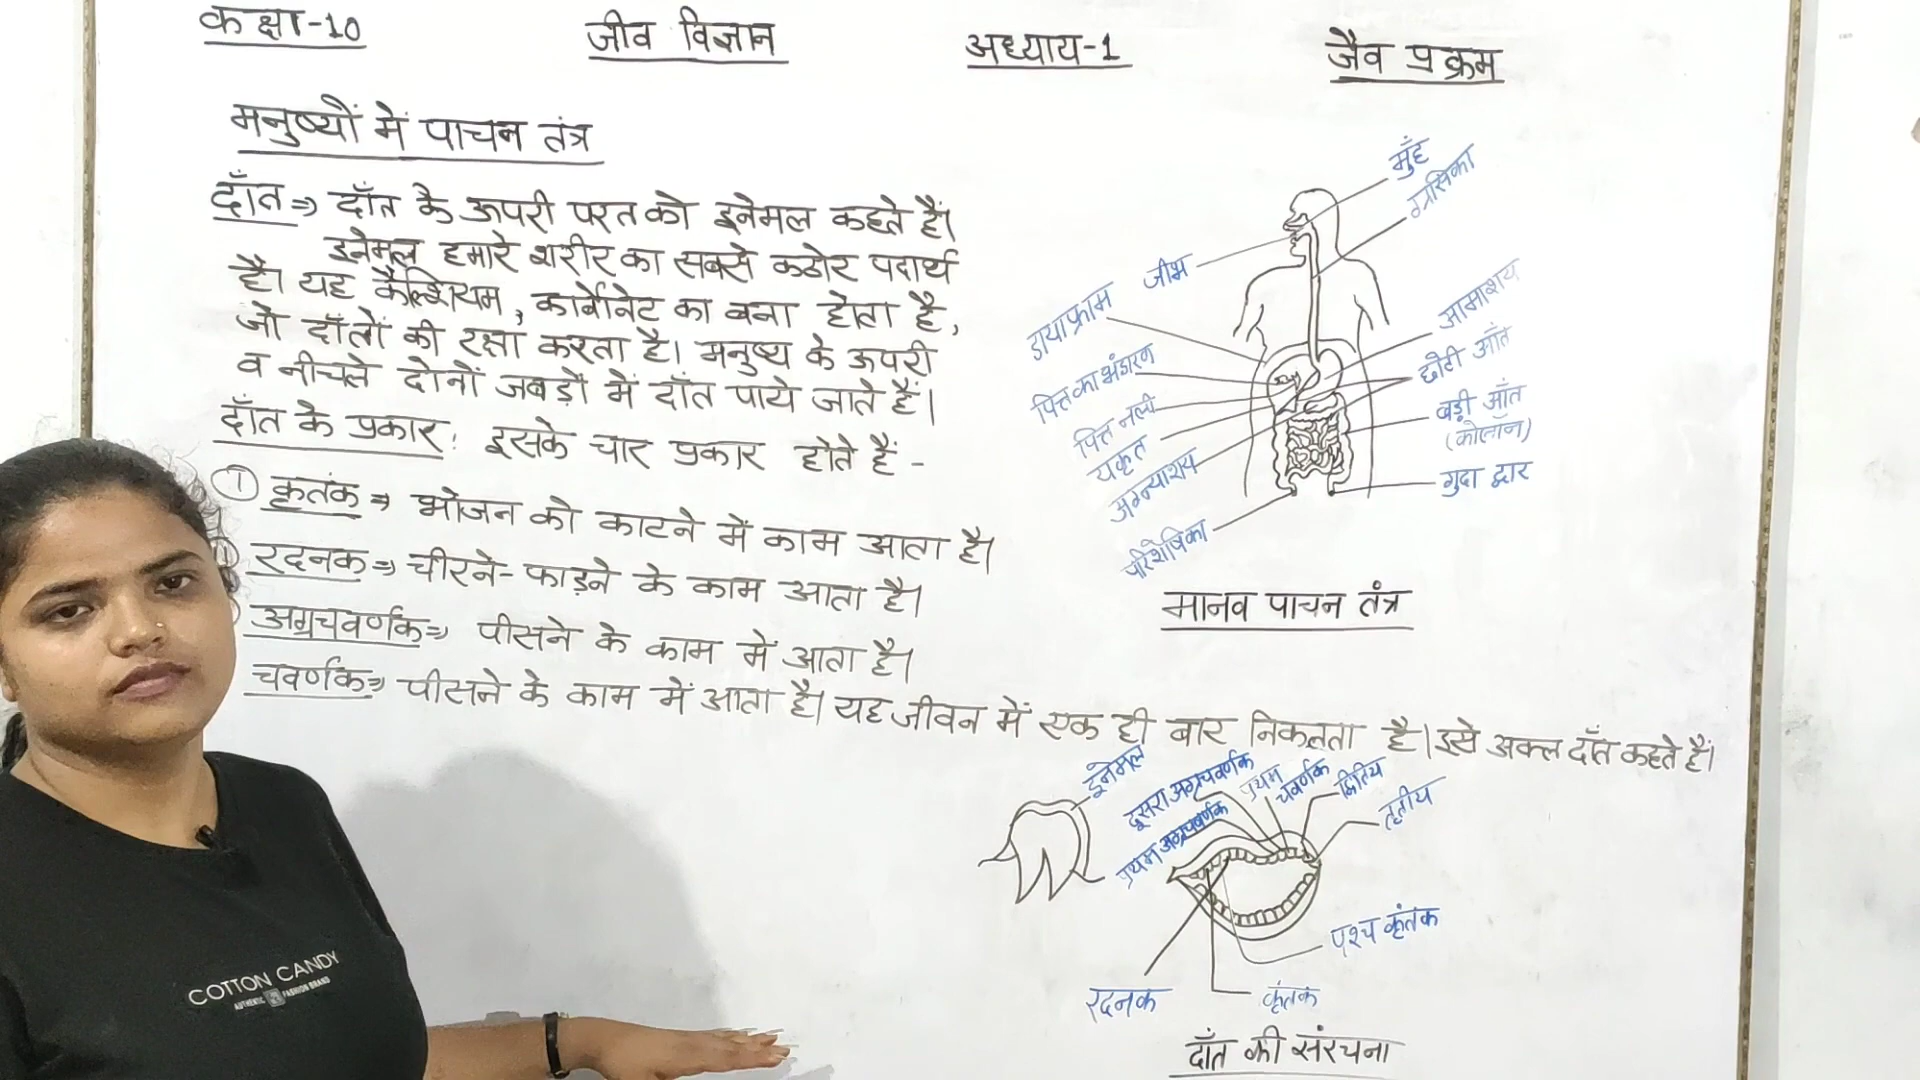 कक्षा-10
जीव विज्ञान
अध्याय-1
जैव प्रक्रम
मनुष्यों में पाचन तंत्र
दाँत⇒ दाँत के ऊपरी परत को इनेमल कहते हैं।
इनेमल हमारे शरीर का सबसे कठोर पदार्थ
है। यह कैल्शियम, कार्बोनेट का बना होता है,
जो दाँतों की रक्षा करता है। मनुष्य के ऊपरी
व नीचले दोनों जबड़ों में दाँत पाये जाते हैं।
दाँत के प्रकार: इसके चार प्रकार होते हैं -
① कृतंक⇒ भोजन को काटने में काम आता है।
रदनक⇒ चीरने-फाड़ने के काम आता है।
अग्रचवर्णक⇒ पीसने के काम में आता है।
चवर्णक⇒ पीसने के काम में आता है। यह जीवन में एक ही बार निकलता है। इसे अक्ल दाँत कहते हैं।
मुँह
ग्रसिका
जीभ
डायाफ्राम
आमाशय
छोटी आँत
पित्त का भंडारण
बड़ी आँत
(कोलॉन)
पित्त नली
यकृत
अग्न्याशय
गुदा द्वार
परिशेषिका
मानव पाचन तंत्र
इनेमल
दूसरा अग्रचवर्णक
प्रथम
चवर्णक
द्वितिय
तृतीय
प्रथम अग्रचवर्णक
पश्च कृंतक
रदनक
कृंतक
दाँत की संरचना
COTTON CANDY
AUTHENTIC FASHION BRAND